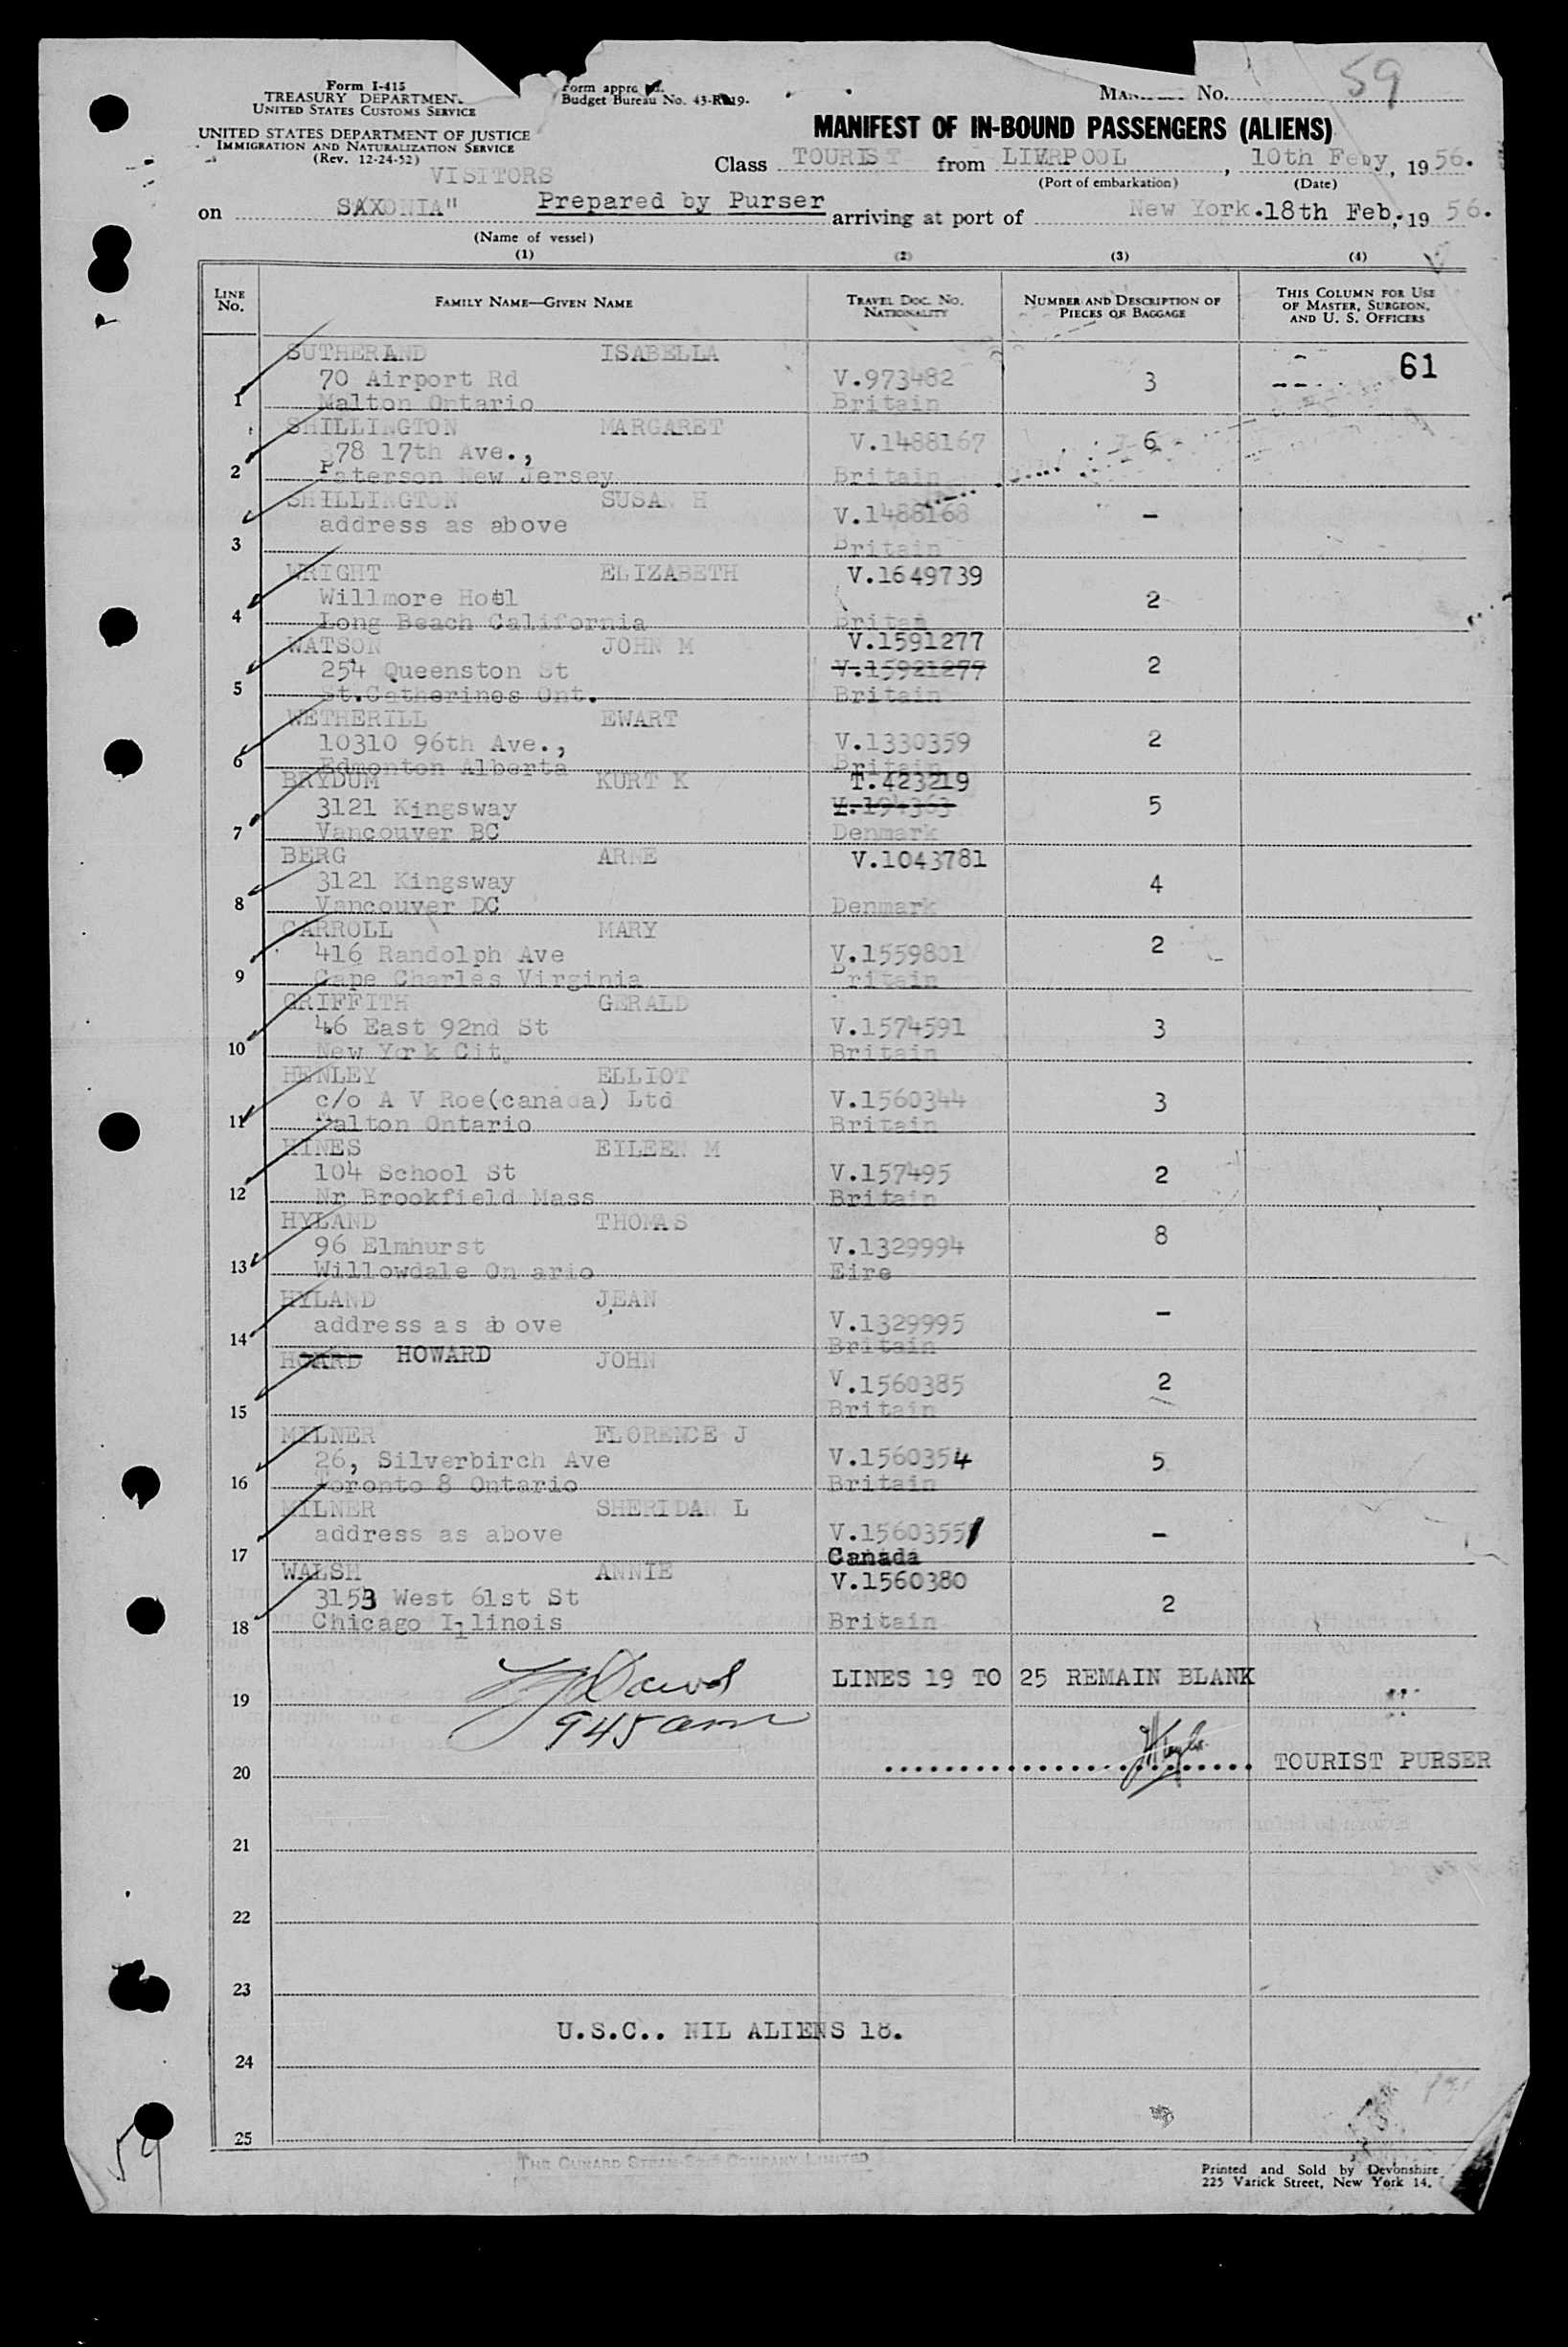 59
Form I-415
TREASURY DEPARTMENT
UNITED STATES CUSTOMS SERVICE
UNITED STATES DEPARTMENT OF JUSTICE
IMMIGRATION AND NATURALIZATION SERVICE
(Rev. 12-24-52)
Form appro d.
Budget Bureau No. 43-R 19.
No.
MANIFEST OF IN-BOUND PASSENGERS (ALIENS)
VISITORS
Class TOURIST from LIVERPOOL, 10th Feby, 1956.
(Port of embarkation) (Date)
on SAXONIA" Prepared by Purser arriving at port of New York. 18th Feb, 1956.
(Name of vessel)
(1) (2) (3) (4)
LINE No. FAMILY NAME—GIVEN NAME TRAVEL DOC. NO. NATIONALITY NUMBER AND DESCRIPTION OF PIECES OF BAGGAGE THIS COLUMN FOR USE OF MASTER, SURGEON, AND U. S. OFFICERS
SUTHERAND ISABELLA 61
70 Airport Rd V.973482 3
1 Malton Ontario Britain
SHILLINGTON MARGARET
378 17th Ave., V.1488167 6
2 Paterson New Jersey Britain
SHILLINGTON SUSAN H
address as above V.1488168 -
3 Britain
WRIGHT ELIZABETH V.1649739
Willmore Hotl 2
4 Long Beach California Britan
WATSON JOHN M V.1591277
254 Queenston St V.15921277 2
5 St.Catherines Ont. Britain
WETHERILL EWART
10310 96th Ave., V.1330359 2
6 Edmonton Alberta Britain
BRYDUM KURT K T.423219
3121 Kingsway V.194363 5
7 Vancouver BC Denmark
BERG ARNE V.1043781
3121 Kingsway 4
8 Vancouver DC Denmark
CARROLL MARY
416 Randolph Ave V.1559801 2
9 Cape Charles Virginia Britain
GRIFFITH GERALD
46 East 92nd St V.1574591 3
10 New York City Britain
HENLEY ELLIOT
c/o A V Roe(canada) Ltd V.1560344 3
11 Malton Ontario Britain
HINES EILEEN M
104 School St V.157495 2
12 Nr Brookfield Mass Britain
HYLAND THOMAS
96 Elmhurst V.1329994 8
13 Willowdale On ario Eire
HYLAND JEAN
address as above V.1329995 -
14 Britain
HOARD HOWARD JOHN
V.1560385 2
15 Britain
MILNER FLORENCE J
26, Silverbirch Ave V.1560354 5
16 Toronto 8 Ontario Britain
MILNER SHERIDAN L
address as above V.1560355 -
17 Canada
WALSH ANNIE V.1560380
3153 West 61st St 2
18 Chicago Illinois Britain
LINES 19 TO 25 REMAIN BLANK
19
945 am
20 TOURIST PURSER
21
22
23
U.S.C.. NIL ALIENS 18.
24
25
59
THE CUNARD STEAM-SHIP COMPANY LIMITED
Printed and Sold by Devonshire
225 Varick Street, New York 14.